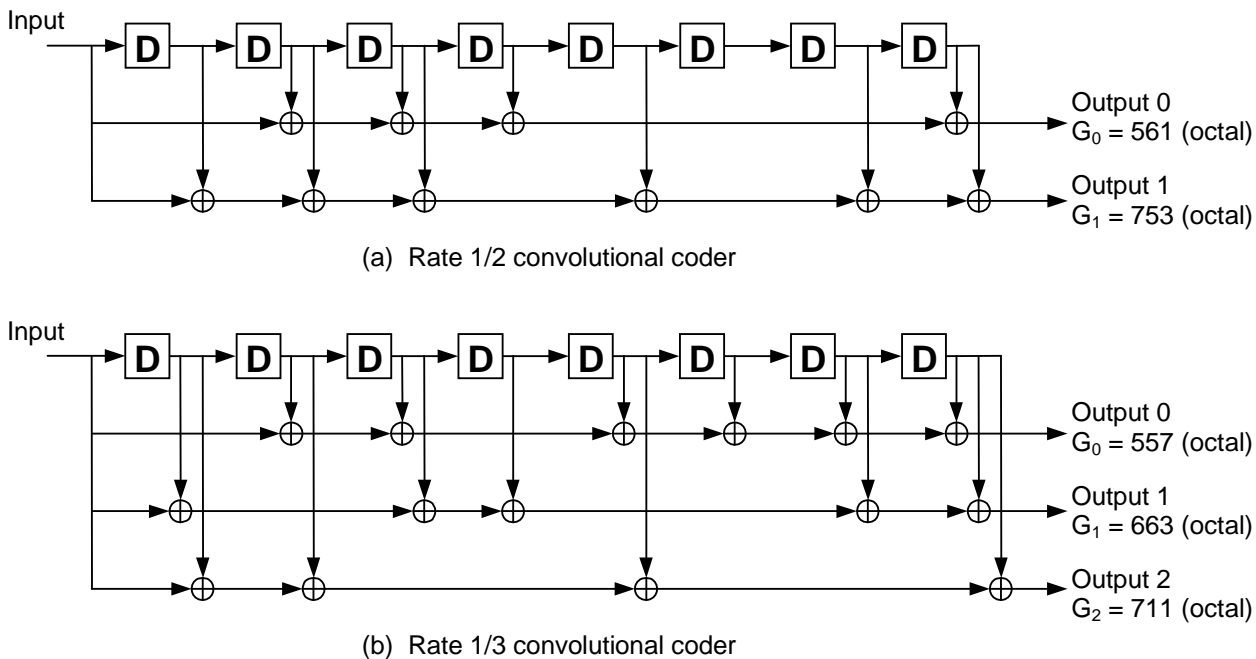 Input
D D D D D D D D
Output 0
G₀ = 561 (octal)
Output 1
G₁ = 753 (octal)
(a) Rate 1/2 convolutional coder
Input
D D D D D D D D
Output 0
G₀ = 557 (octal)
Output 1
G₁ = 663 (octal)
Output 2
G₂ = 711 (octal)
(b) Rate 1/3 convolutional coder